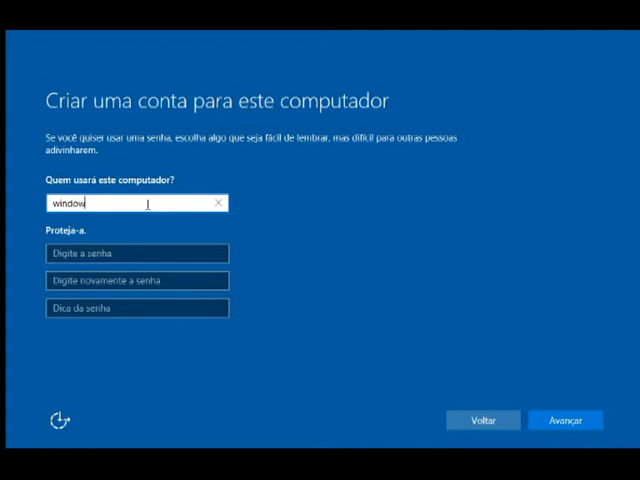 Criar uma conta para este computador
Se você quiser usar uma senha, escolha algo que seja fácil de lembrar, mas difícil para outras pessoas
adivinharem.
Quem usará este computador?
window
Proteja-a.
Digite a senha
Digite novamente a senha
Dica da senha
Voltar
Avançar